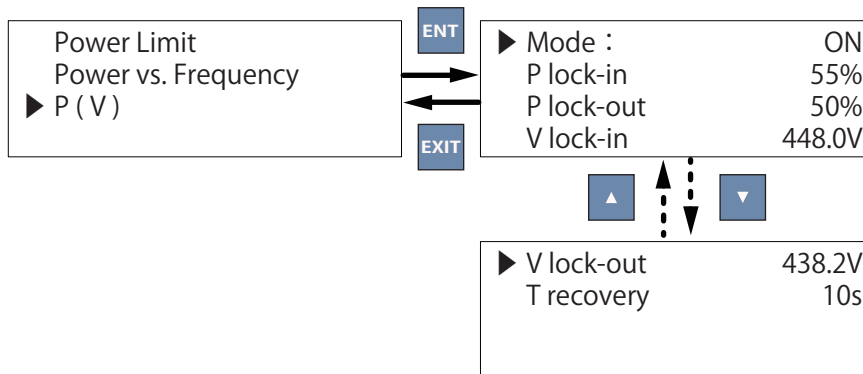 Power Limit
Power vs. Frequency
▶ P ( V )
ENT
EXIT
▶ Mode : ON
P lock-in 55%
P lock-out 50%
V lock-in 448.0V
▲
▼
▶ V lock-out 438.2V
T recovery 10s